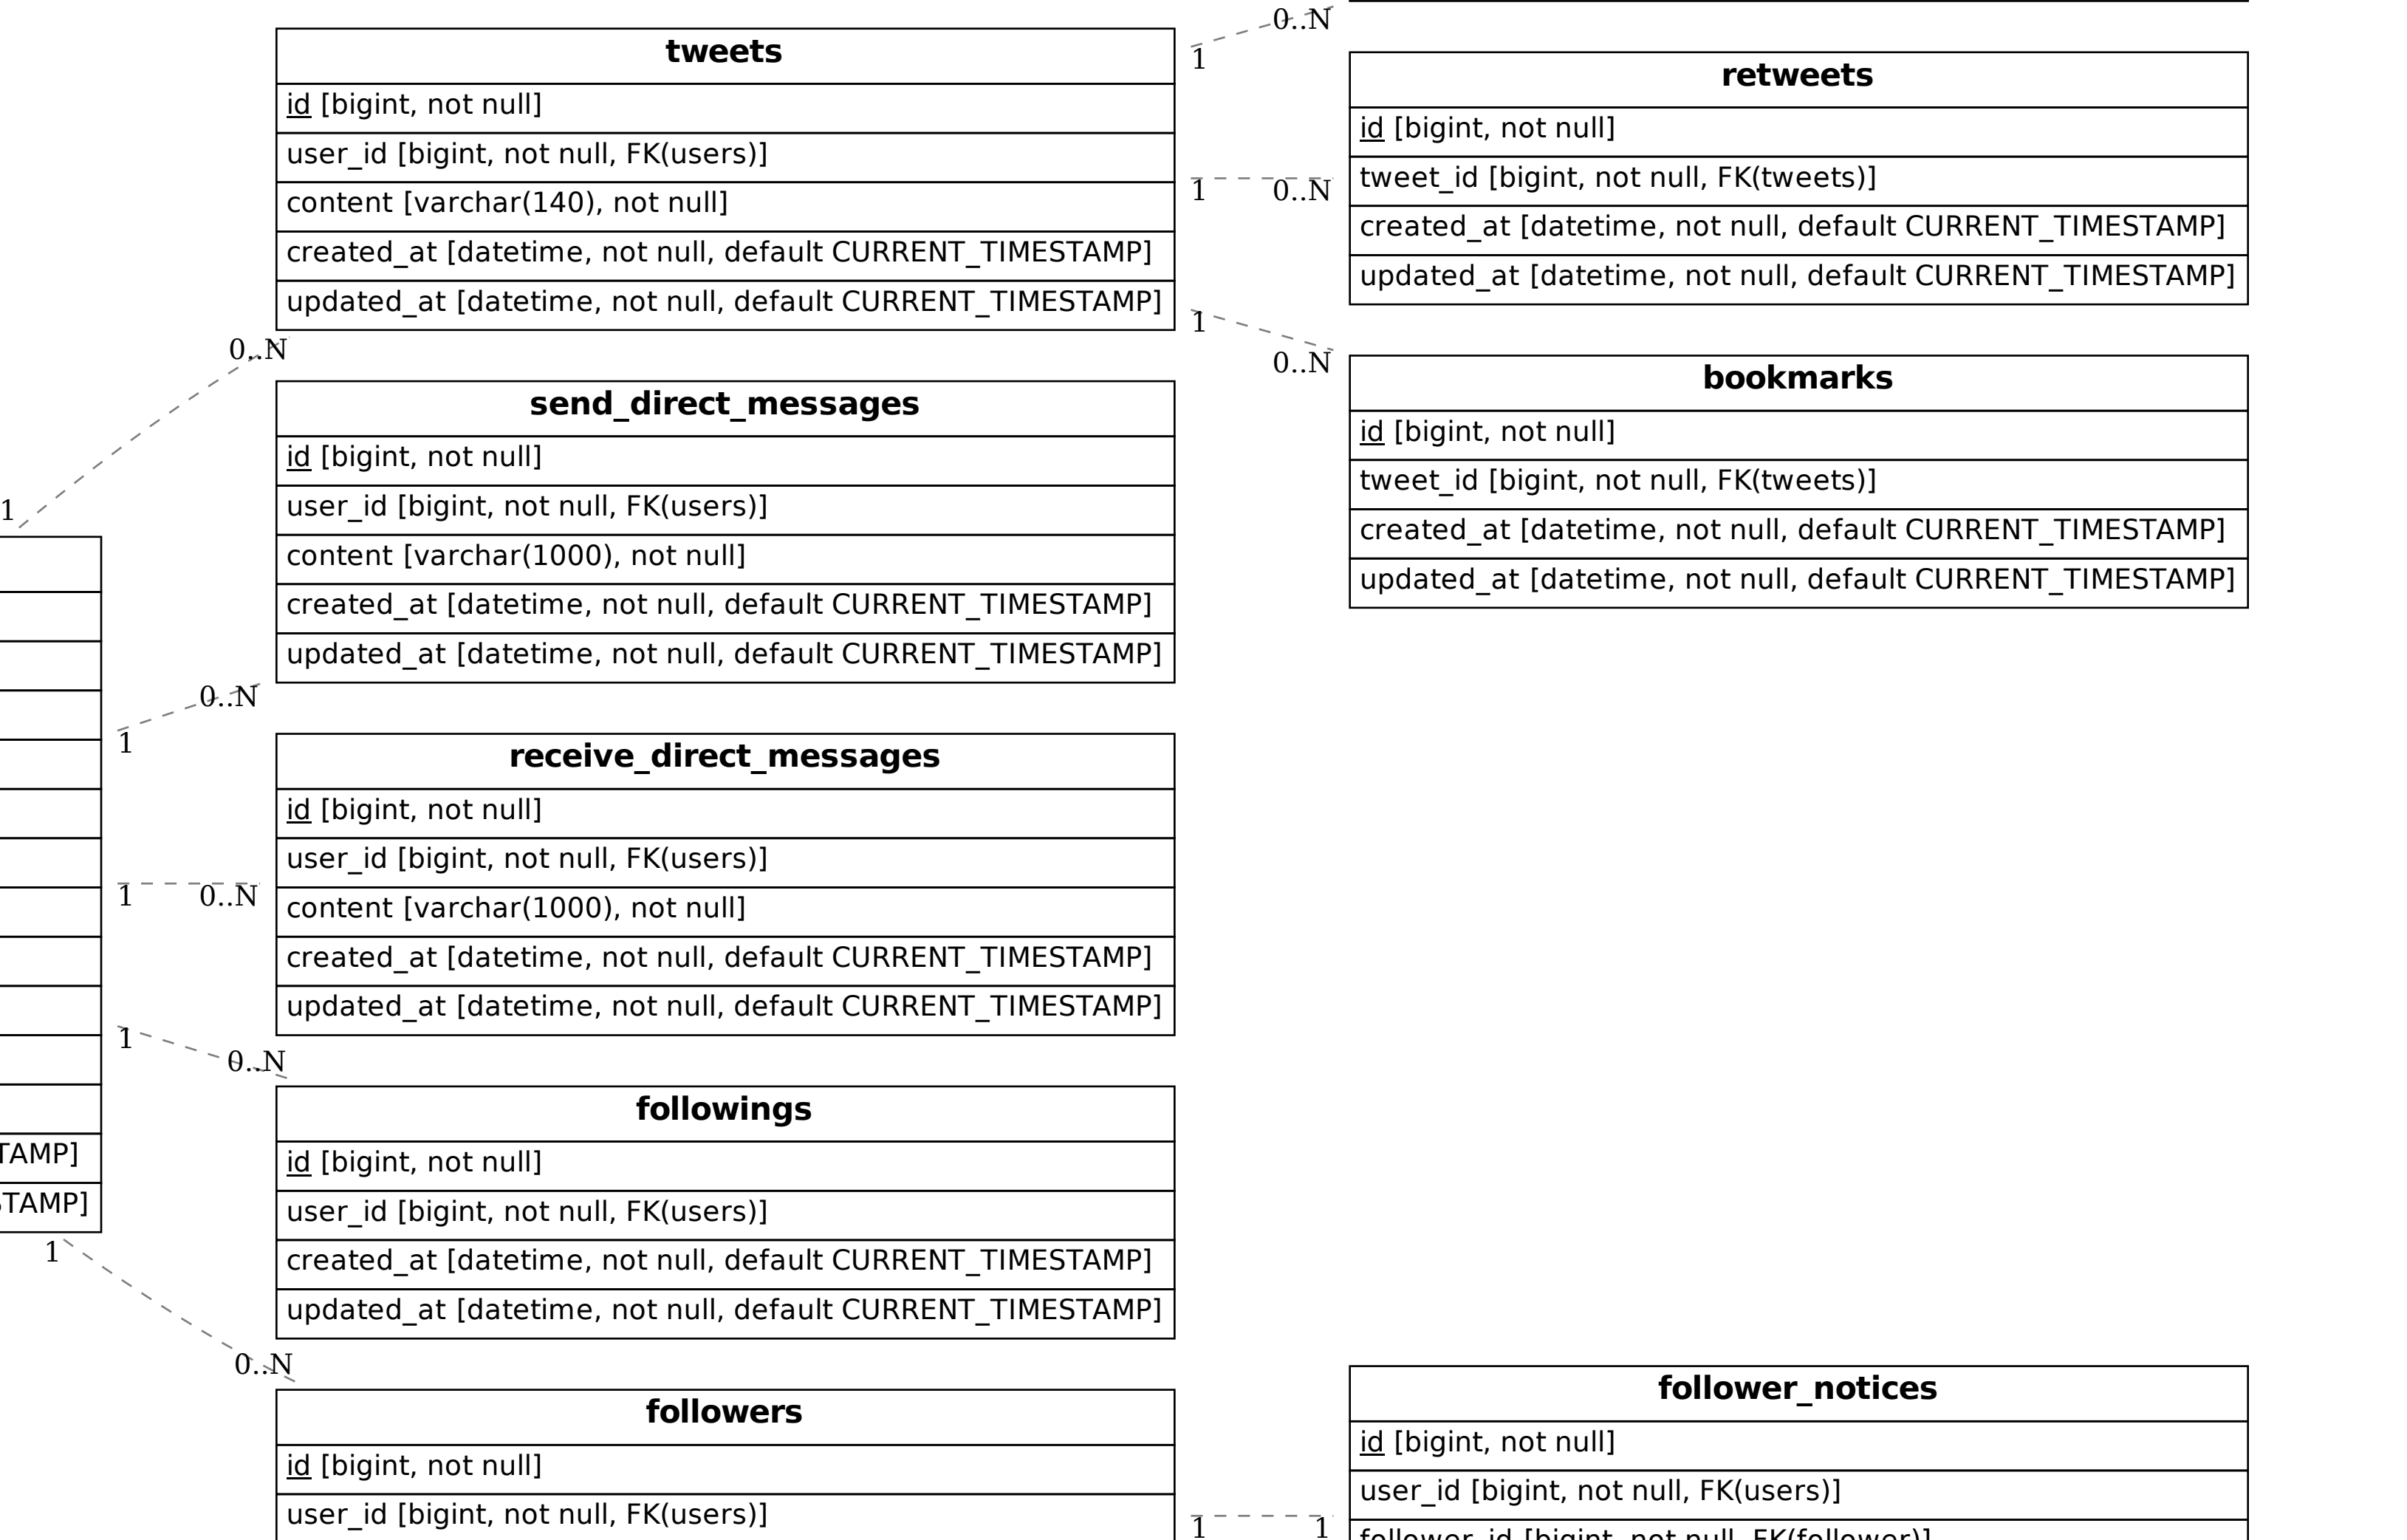 tweets
id [bigint, not null]
user_id [bigint, not null, FK(users)]
content [varchar(140), not null]
created_at [datetime, not null, default CURRENT_TIMESTAMP]
updated_at [datetime, not null, default CURRENT_TIMESTAMP]
1
0..N
1
0..N
1
0..N
retweets
id [bigint, not null]
tweet_id [bigint, not null, FK(tweets)]
created_at [datetime, not null, default CURRENT_TIMESTAMP]
updated_at [datetime, not null, default CURRENT_TIMESTAMP]
bookmarks
id [bigint, not null]
tweet_id [bigint, not null, FK(tweets)]
created_at [datetime, not null, default CURRENT_TIMESTAMP]
updated_at [datetime, not null, default CURRENT_TIMESTAMP]
1
0..N
send_direct_messages
id [bigint, not null]
user_id [bigint, not null, FK(users)]
content [varchar(1000), not null]
created_at [datetime, not null, default CURRENT_TIMESTAMP]
updated_at [datetime, not null, default CURRENT_TIMESTAMP]
1
0..N
receive_direct_messages
id [bigint, not null]
user_id [bigint, not null, FK(users)]
content [varchar(1000), not null]
created_at [datetime, not null, default CURRENT_TIMESTAMP]
updated_at [datetime, not null, default CURRENT_TIMESTAMP]
1
0..N
1
0..N
TAMP]
STAMP]
followings
id [bigint, not null]
user_id [bigint, not null, FK(users)]
created_at [datetime, not null, default CURRENT_TIMESTAMP]
updated_at [datetime, not null, default CURRENT_TIMESTAMP]
1
0..N
followers
id [bigint, not null]
user_id [bigint, not null, FK(users)]
1
1
follower_notices
id [bigint, not null]
user_id [bigint, not null, FK(users)]
follower_id [bigint, not null, FK(follower)]